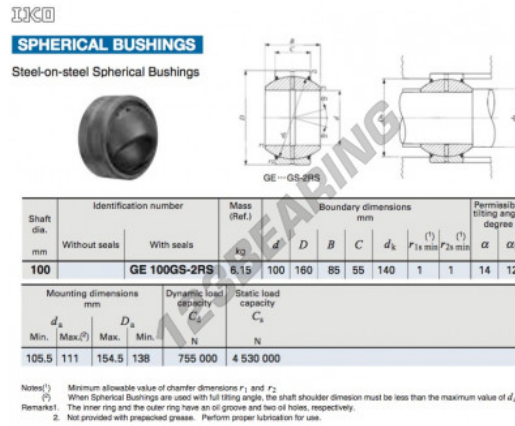 IKO
SPHERICAL BUSHINGS
Steel-on-steel Spherical Bushings
B
C
D
d
GE⋯GS-2RS
123BEARING
Shaft dia. mm
Identification number
Mass (Ref.) kg
Boundary dimensions mm
Permissib tilting ang degree
Without seals With seals d D B C dk r1s min(1) r2s min(1) α α
100 GE 100GS-2RS 6.15 100 160 85 55 140 1 1 14 12
Mounting dimensions mm
Dynamic load capacity Cd N
Static load capacity Cs N
da Da
Min. Max.(2) Max. Min.
105.5 111 154.5 138 755 000 4 530 000
Notes(1) Minimum allowable value of chamfer dimensions r1 and r2
(2) When Spherical Bushings are used with full tilting angle, the shaft shoulder dimesion must be less than the maximum value of d
Remarks1. The inner ring and the outer ring have an oil groove and two oil holes, respectively.
2. Not provided with prepacked grease. Perform proper lubrication for use.